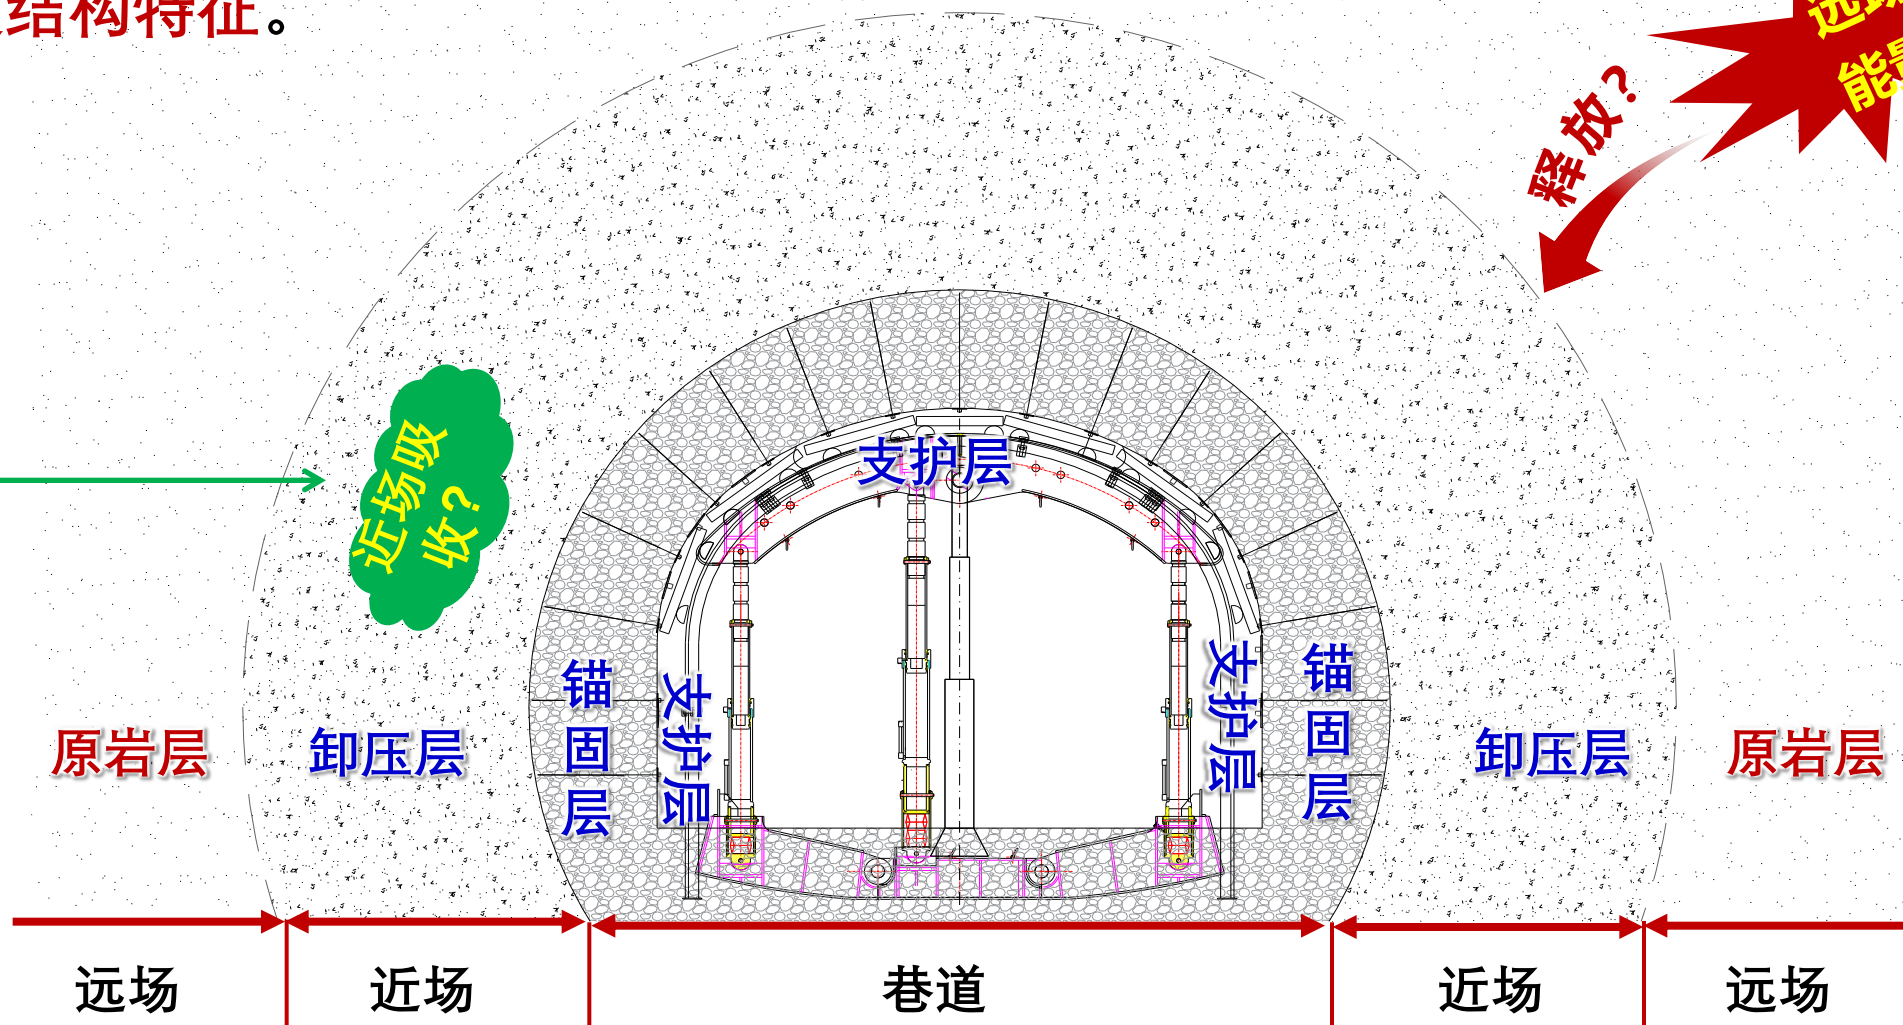 结构特征。
远
能
释放？
近场吸
收？
支护层
锚固层
支护层
支护层
锚固层
原岩层
卸压层
卸压层
原岩层
远场
近场
巷道
近场
远场